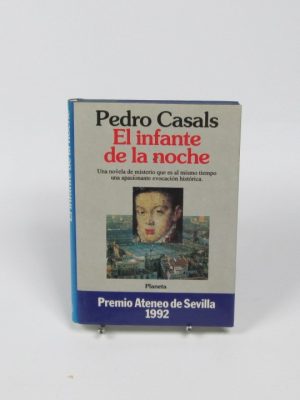 Pedro Casals
El infante
de la noche
Una novela de misterio que es al mismo tiempo
una apasionante evocación histórica.
Planeta
Premio Ateneo de Sevilla
1992